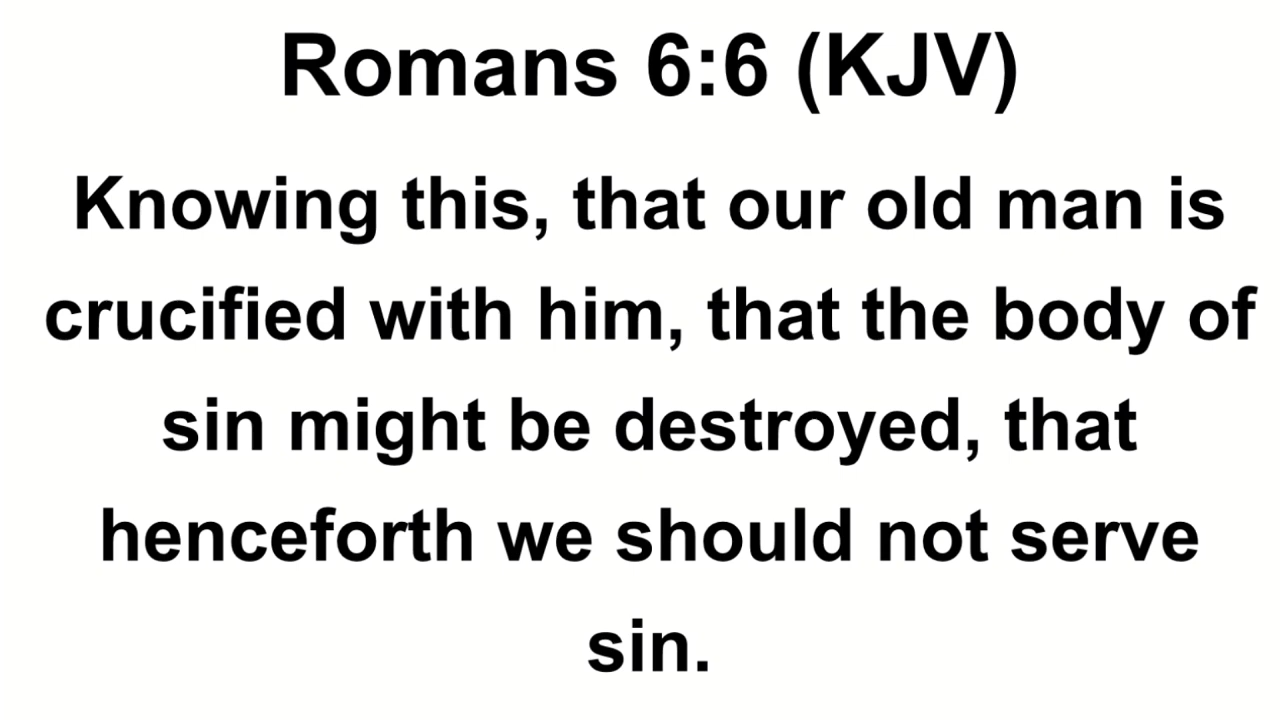 Romans 6:6 (KJV)
Knowing this, that our old man is
crucified with him, that the body of
sin might be destroyed, that
henceforth we should not serve
sin.